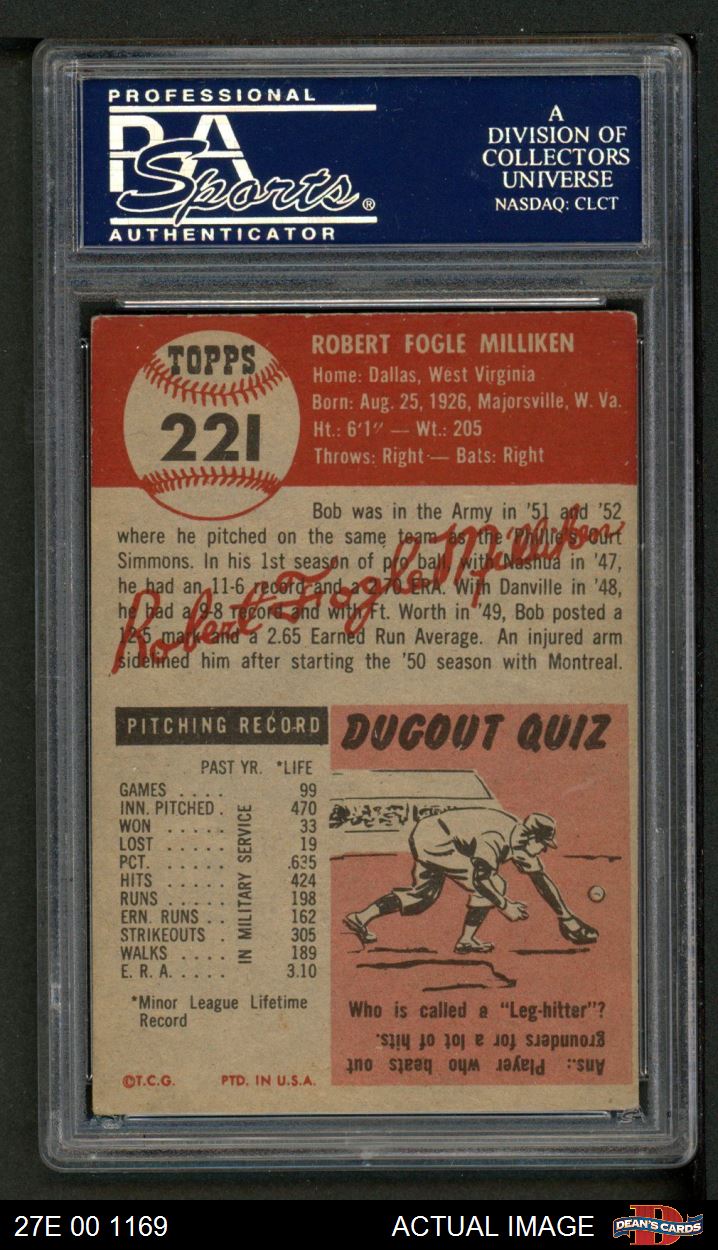 PROFESSIONAL
PSA
Sports®
AUTHENTICATOR
A
DIVISION OF
COLLECTORS
UNIVERSE
NASDAQ: CLCT
TOPPS
221
ROBERT FOGLE MILLIKEN
Home: Dallas, West Virginia
Born: Aug. 25, 1926, Majorsville, W. Va.
Ht.: 6'1" — Wt.: 205
Throws: Right — Bats: Right
Bob was in the Army in '51 and '52
where he pitched on the same team as the Phillie's Curt
Simmons. In his 1st season of pro ball, with Nashua in '47,
he had an 11-6 record and a 2.70 ERA. With Danville in '48,
he had a 9-8 record and with Ft. Worth in '49, Bob posted a
12-5 mark and a 2.65 Earned Run Average. An injured arm
sidelined him after starting the '50 season with Montreal.
Robert Fogle Milliken
PITCHING RECORD
PAST YR. *LIFE
GAMES . . . . 99
INN. PITCHED . 470
WON . . . . . 33
LOST . . . . . 19
PCT. . . . . . .635
HITS . . . . . 424
RUNS . . . . . 198
ERN. RUNS . . 162
STRIKEOUTS . 305
WALKS . . . . 189
E. R. A. . . . . . 3.10
IN MILITARY SERVICE
*Minor League Lifetime
Record
©T.C.G. PTD. IN U.S.A.
DUGOUT QUIZ
Who is called a "Leg-hitter"?
Ans.: Player who beats out
grounders for a lot of hits.
27E 00 1169
ACTUAL IMAGE
D
DEAN'S CARDS